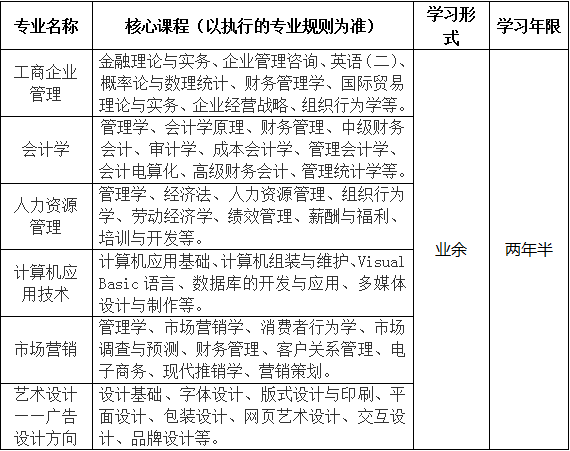 专业名称
核心课程（以执行的专业规则为准）
学习形
式
学习年限
工商企业
管理
金融理论与实务、企业管理咨询、英语（二）、
概率论与数理统计、财务管理学、国际贸易
理论与实务、企业经营战略、组织行为学等。
会计学
管理学、会计学原理、财务管理、中级财务
会计、审计学、成本会计学、管理会计学、
会计电算化、高级财务会计、管理统计学等。
人力资源
管理
管理学、经济法、人力资源管理、组织行为
学、劳动经济学、绩效管理、薪酬与福利、
培训与开发等。
业余
两年半
计算机应
用技术
计算机应用基础、计算机组装与维护、Visual
Basic 语言、数据库的开发与应用、多媒体
设计与制作等。
市场营销
管理学、市场营销学、消费者行为学、市场
调查与预测、财务管理、客户关系管理、电
子商务、现代推销学、营销策划。
艺术设计
——广告
设计方向
设计基础、字体设计、版式设计与印刷、平
面设计、包装设计、网页艺术设计、交互设
计、品牌设计等。